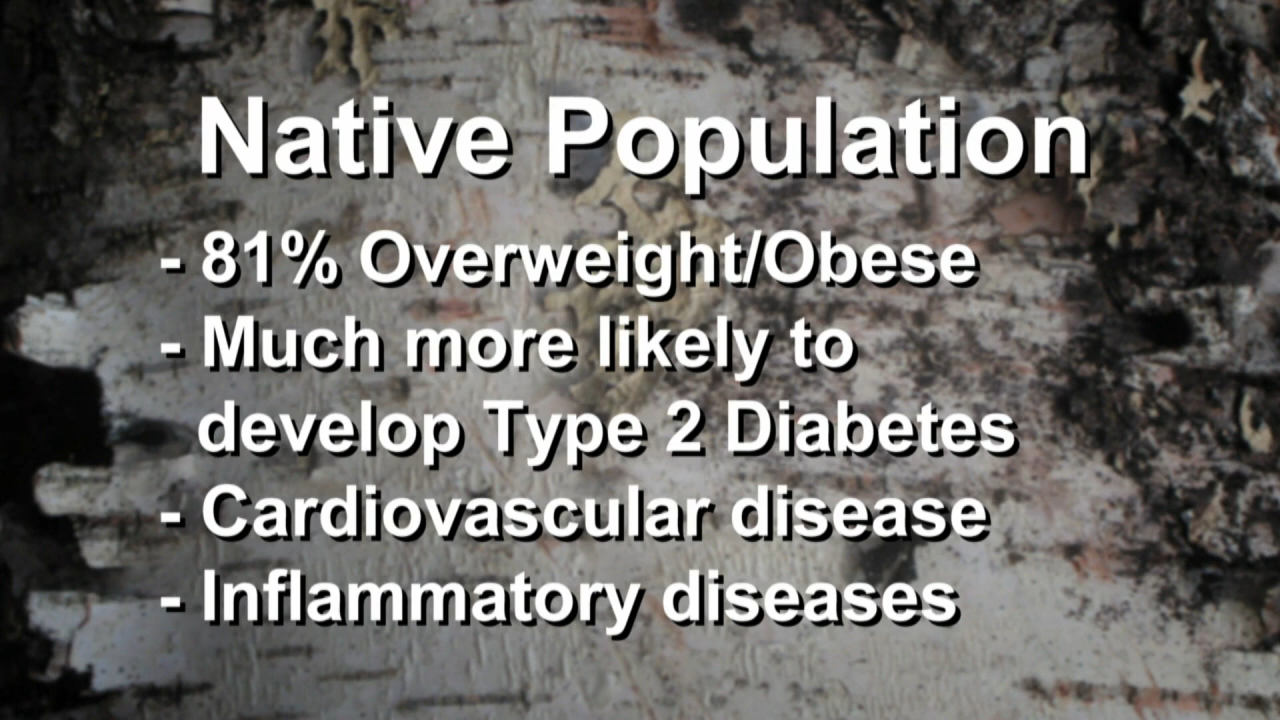 Native Population
- 81% Overweight/Obese
- Much more likely to
develop Type 2 Diabetes
- Cardiovascular disease
- Inflammatory diseases